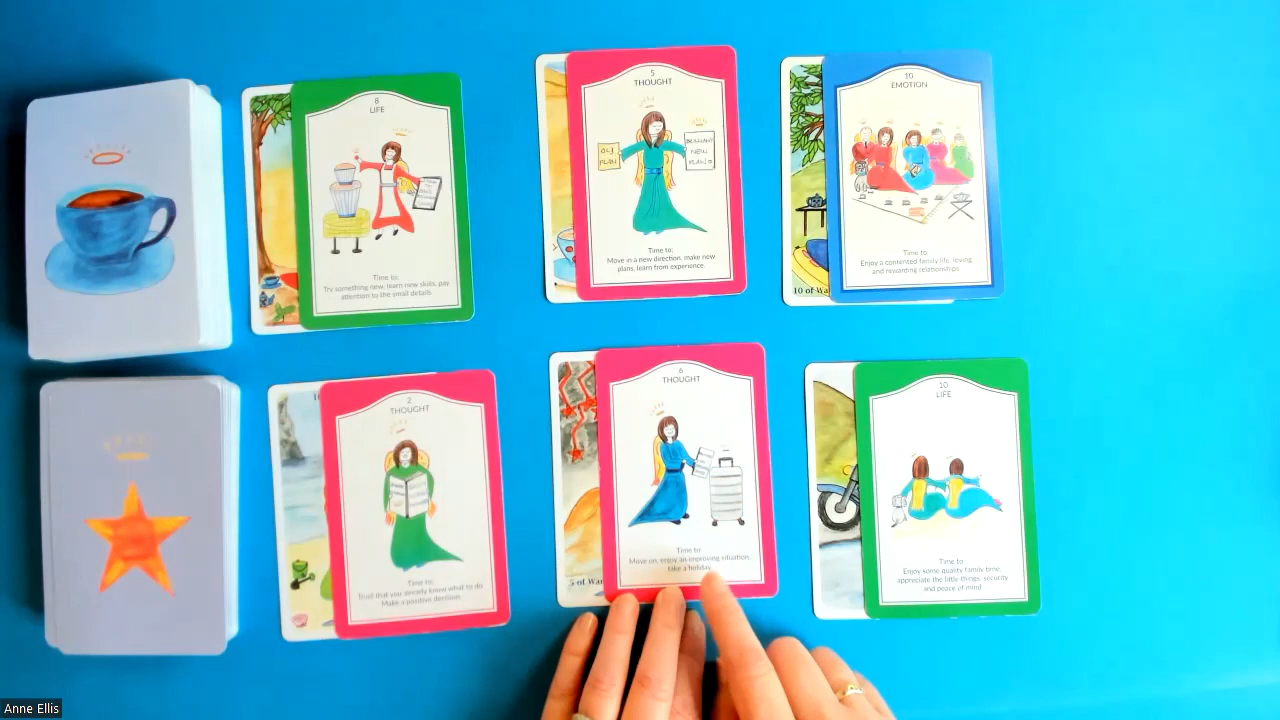 8
LIFE
Time to:
Try something new, learn new skills, pay
attention to the small details
5
THOUGHT
OLD
PLAN
BRILLIANT
NEW
PLANS
Time to:
Move in a new direction, make new
plans, learn from experience.
10
EMOTION
Time to:
Enjoy a contented family life, loving
and rewarding relationships
10 of Wa
2
THOUGHT
Time to:
Trust that you already know what to do.
Make a positive decision
6
THOUGHT
Time to:
Move on, enjoy an improving situation,
take a holiday
5 of Wa
10
LIFE
Time to
Enjoy some quality family time,
appreciate the little things, security
and peace of mind
Anne Ellis